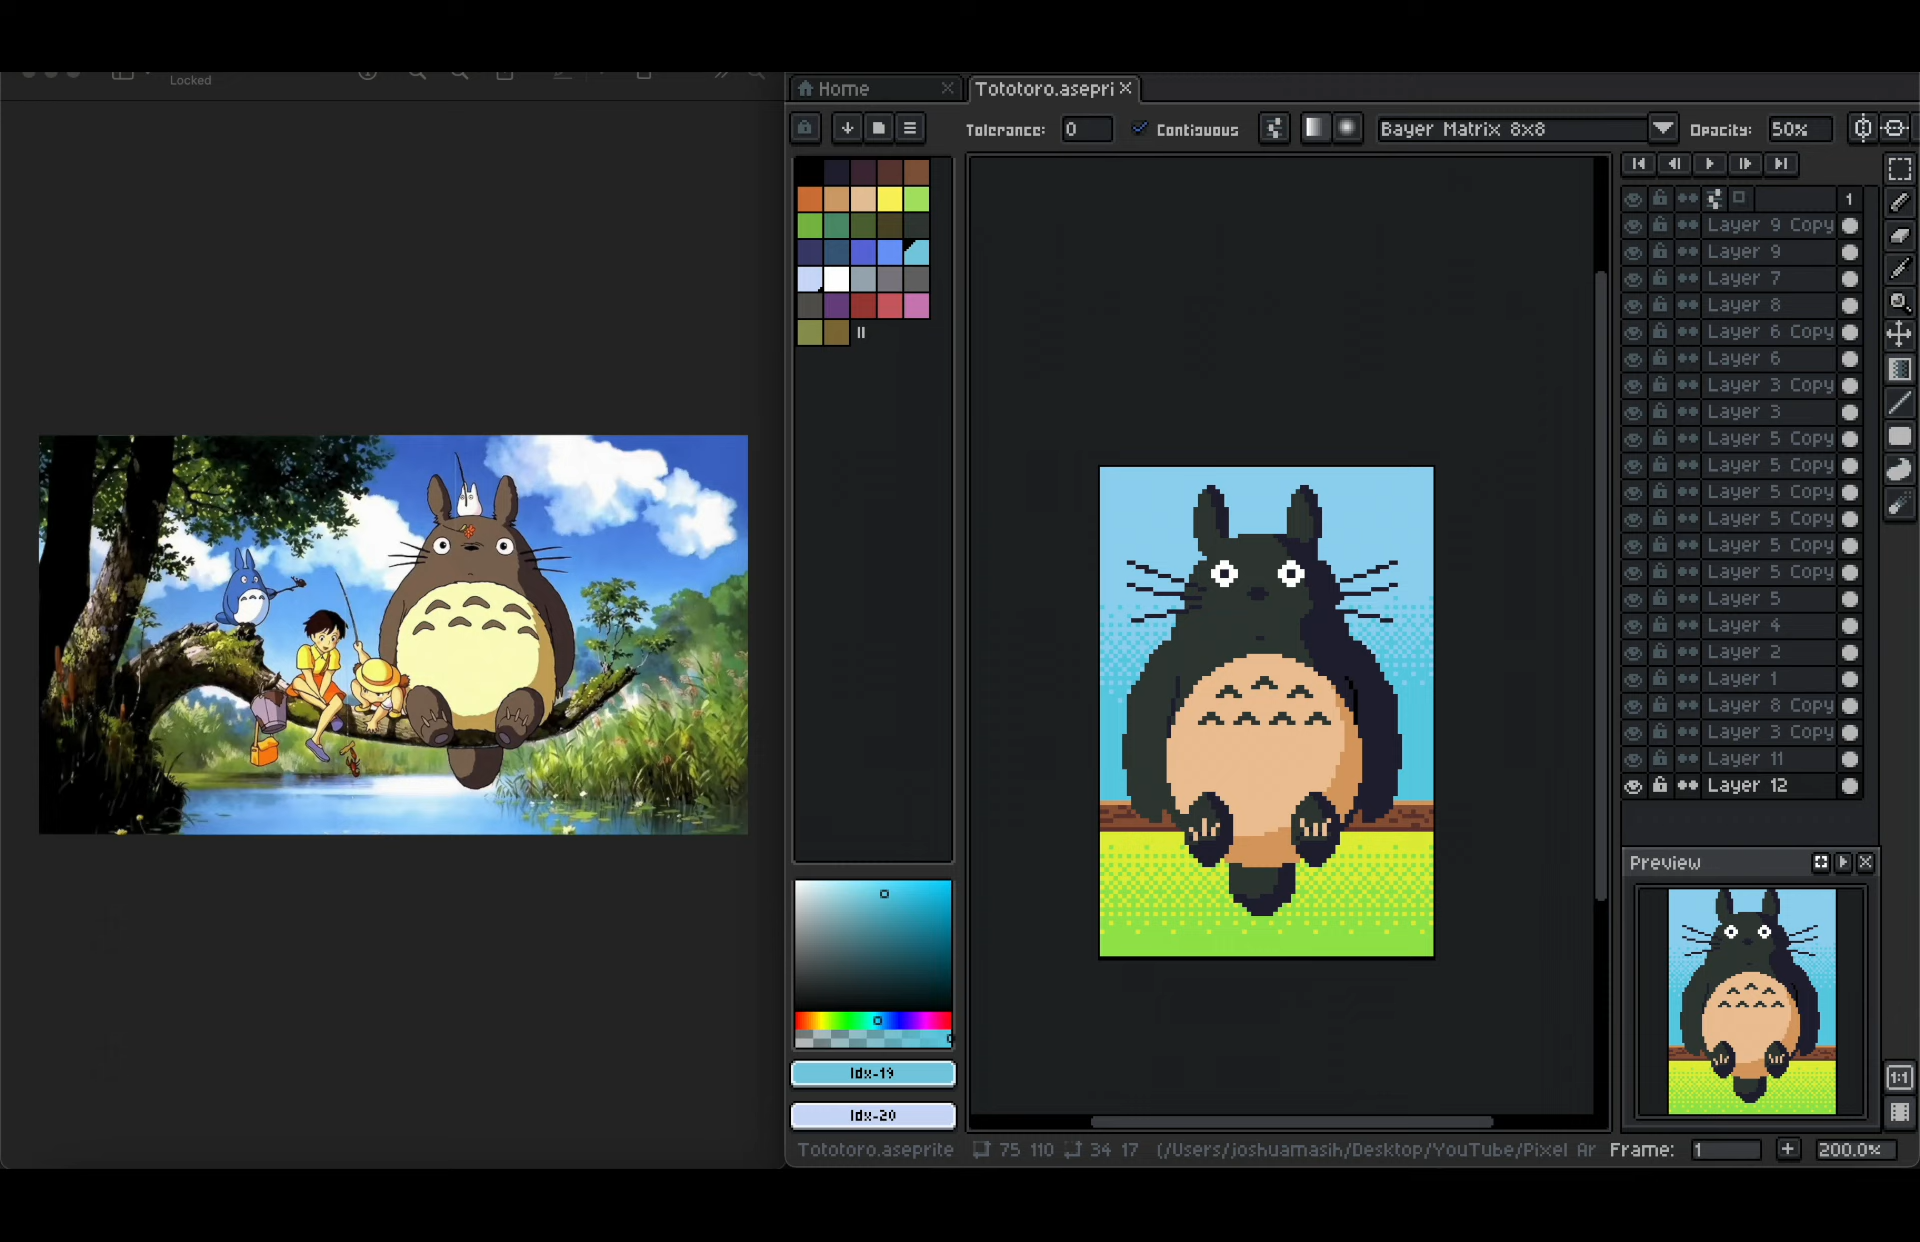 Locked
Home
Tototoro.asepri
Tolerance: 0
Contiguous
Bayer Matrix 8x8
Opacity: 50%
1
Layer 9 Copy
Layer 9
Layer 7
Layer 8
Layer 6 Copy
Layer 6
Layer 3 Copy
Layer 3
Layer 5 Copy
Layer 5 Copy
Layer 5 Copy
Layer 5 Copy
Layer 5 Copy
Layer 5 Copy
Layer 5
Layer 4
Layer 2
Layer 1
Layer 8 Copy
Layer 3 Copy
Layer 11
Layer 12
Preview
1:1
Idx-19
Idx-20
Tototoro.aseprite 75 110 34 17 (/Users/joshuamasih/Desktop/YouTube/Pixel Ar
Frame: 1 + 200.0%